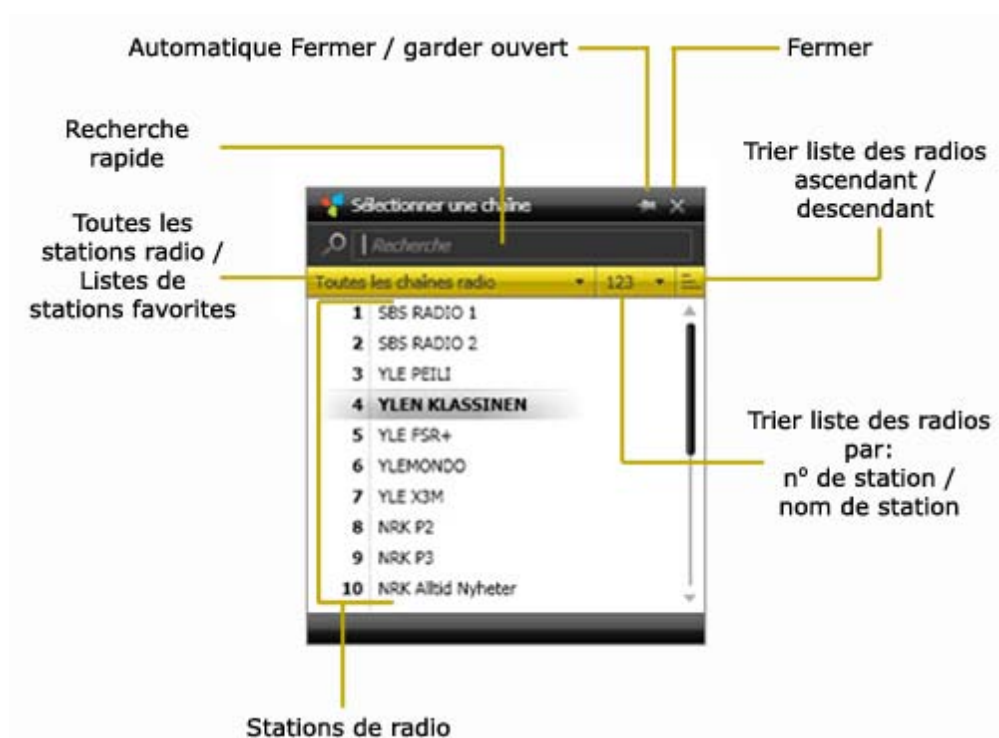 Automatique Fermer / garder ouvert
Fermer
Recherche
rapide
Trier liste des radios
ascendant /
descendant
Toutes les
stations radio /
Listes de
stations favorites
Sélectionner une chaîne
Recherche
Toutes les chaînes radio
123
1 SBS RADIO 1
2 SBS RADIO 2
3 YLE PEILI
4 YLEN KLASSINEN
5 YLE FSR+
6 YLEMONDO
7 YLE X3M
8 NRK P2
9 NRK P3
10 NRK Alltid Nyheter
Trier liste des radios
par:
n° de station /
nom de station
Stations de radio